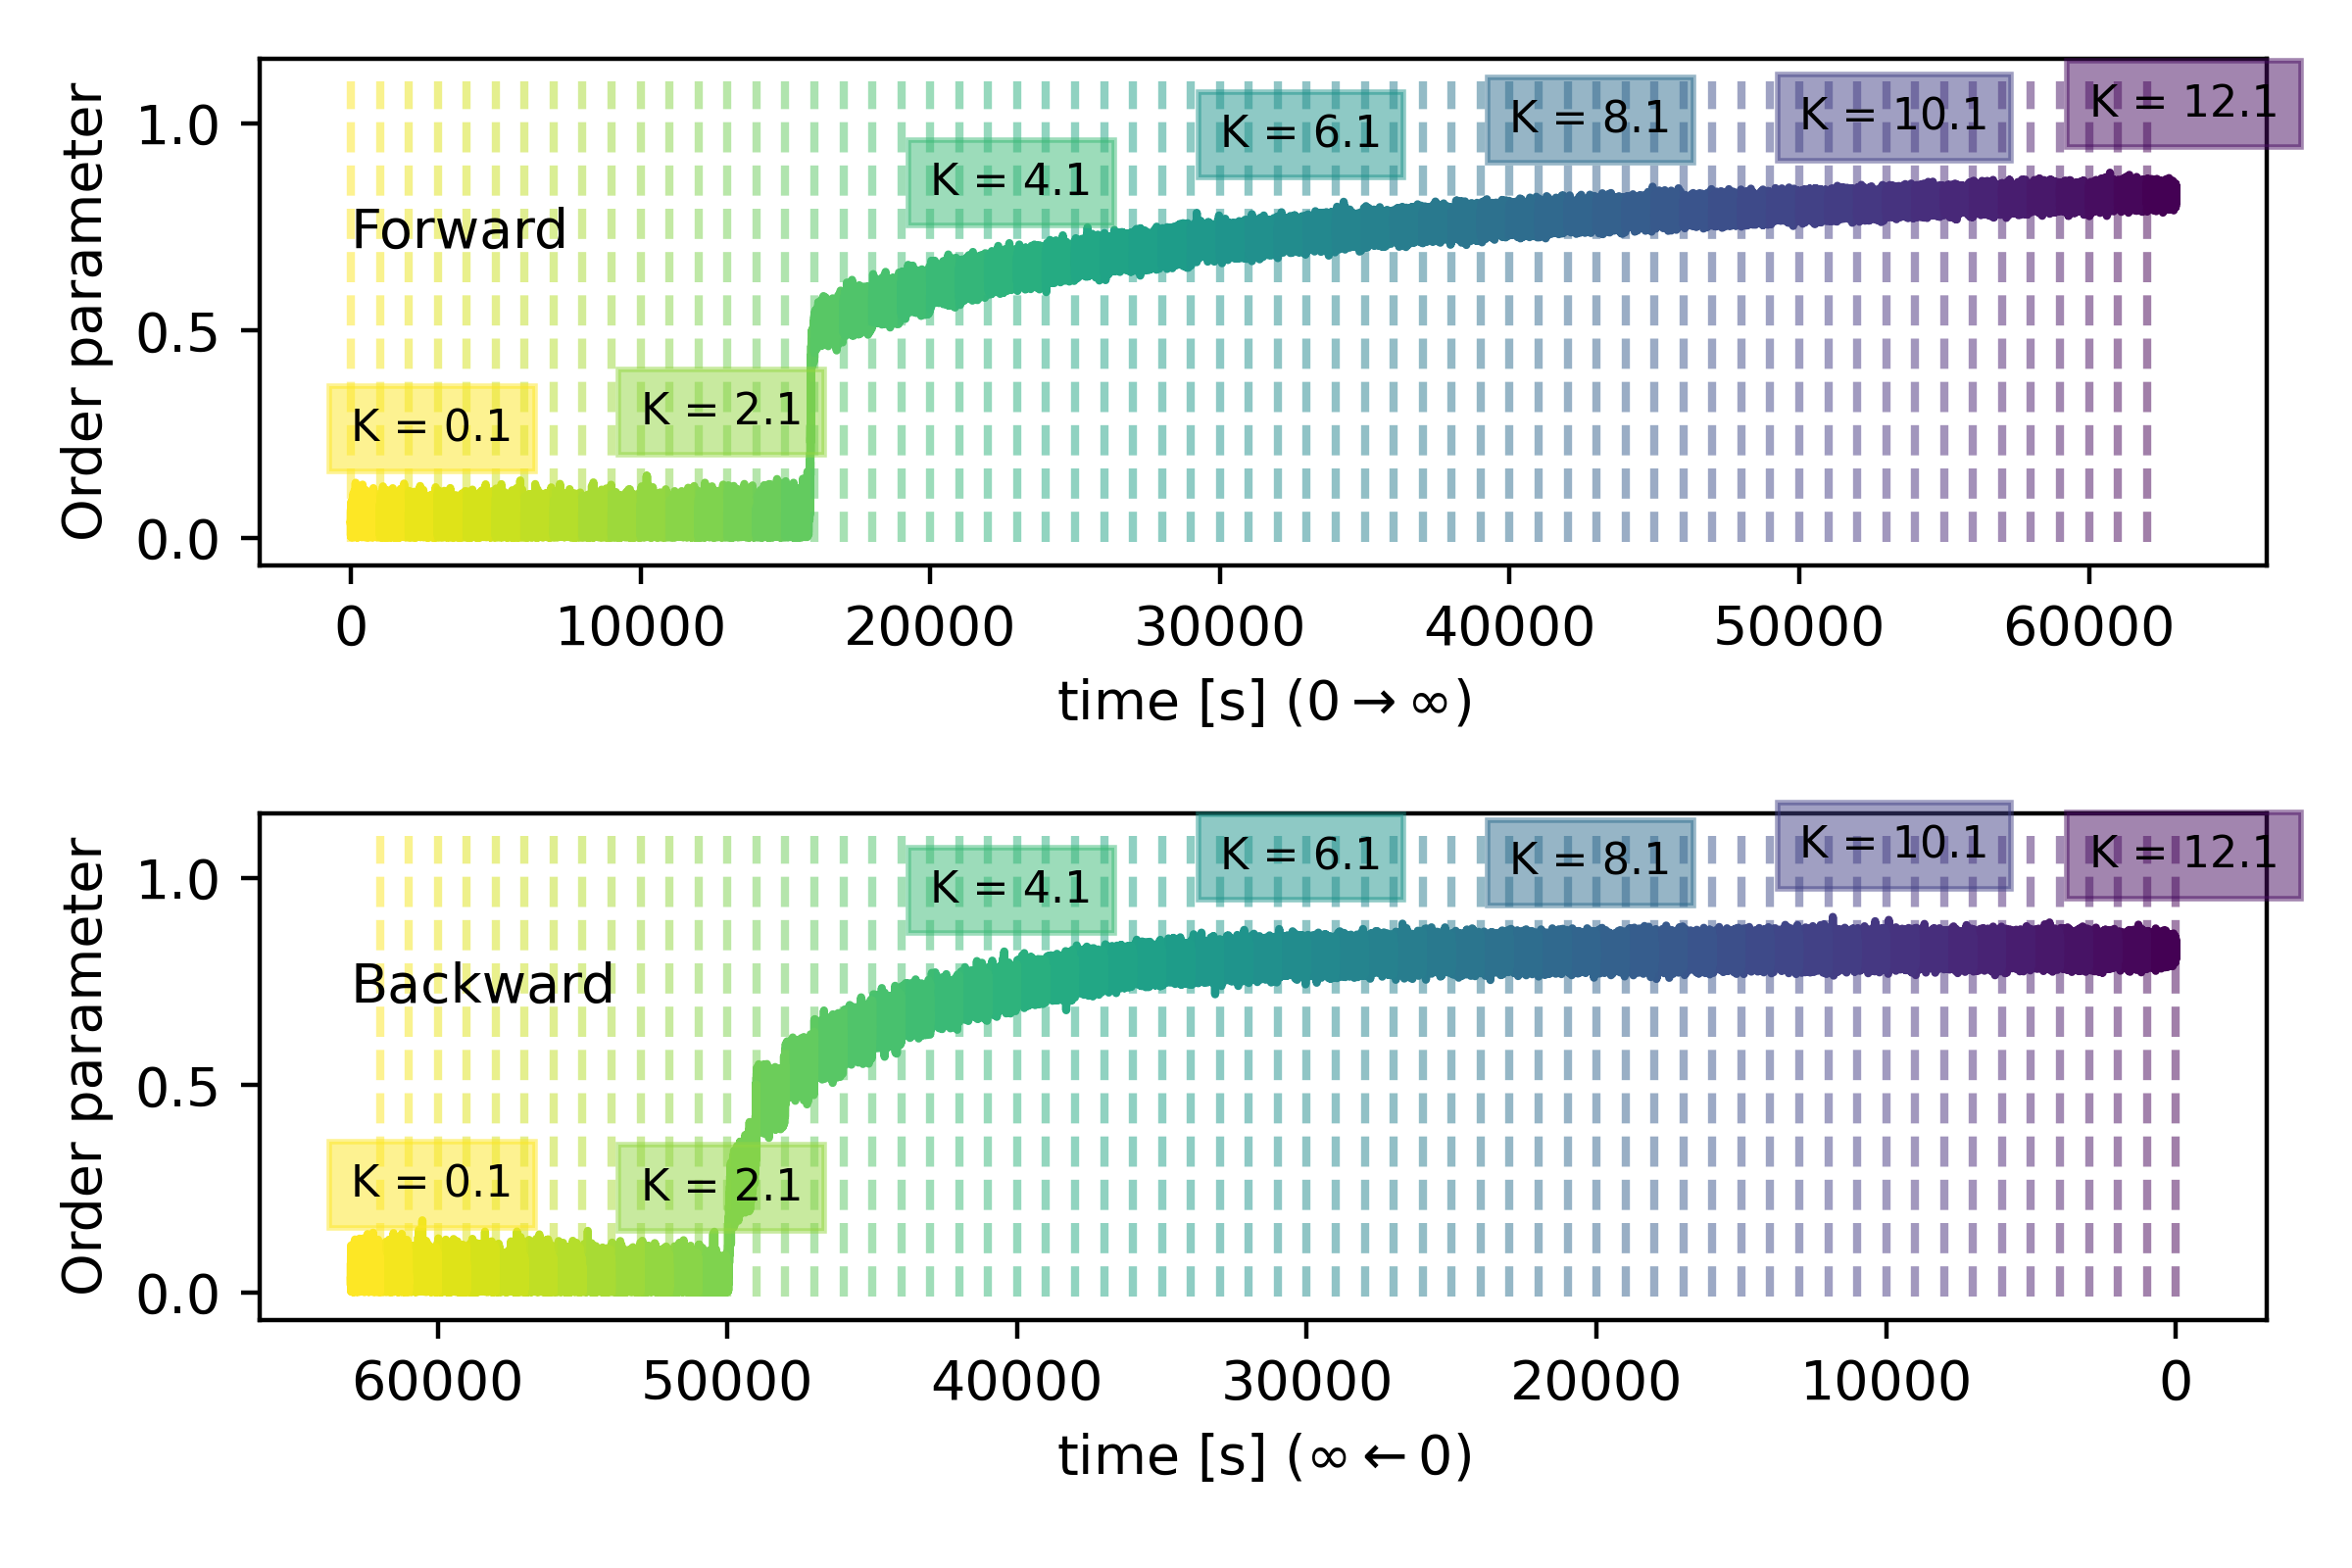 Order parameter
1.0
0.5
0.0
Forward
K = 0.1
K = 2.1
K = 4.1
K = 6.1
K = 8.1
K = 10.1
K = 12.1
0 10000 20000 30000 40000 50000 60000
time [s] (0 → ∞)
Order parameter
1.0
0.5
0.0
Backward
K = 0.1
K = 2.1
K = 4.1
K = 6.1
K = 8.1
K = 10.1
K = 12.1
60000 50000 40000 30000 20000 10000 0
time [s] (∞ ← 0)